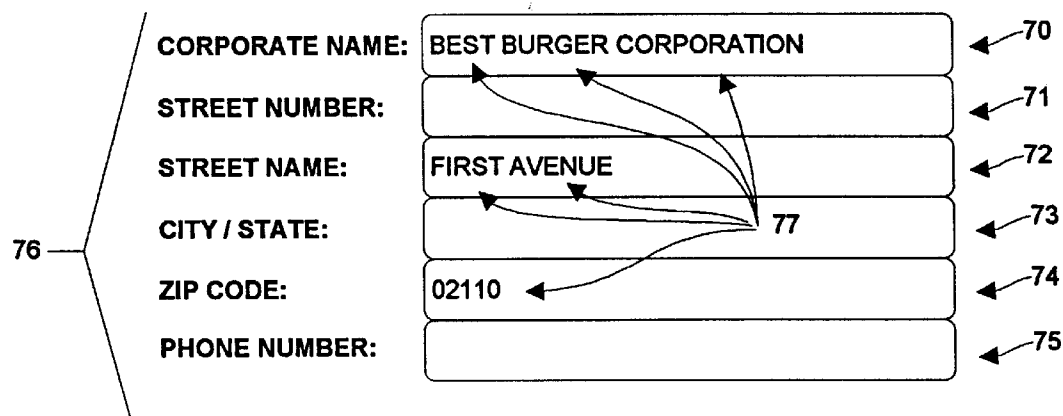 CORPORATE NAME: BEST BURGER CORPORATION 70
STREET NUMBER: 71
STREET NAME: FIRST AVENUE 72
CITY / STATE: 77 73
76
ZIP CODE: 02110 74
PHONE NUMBER: 75